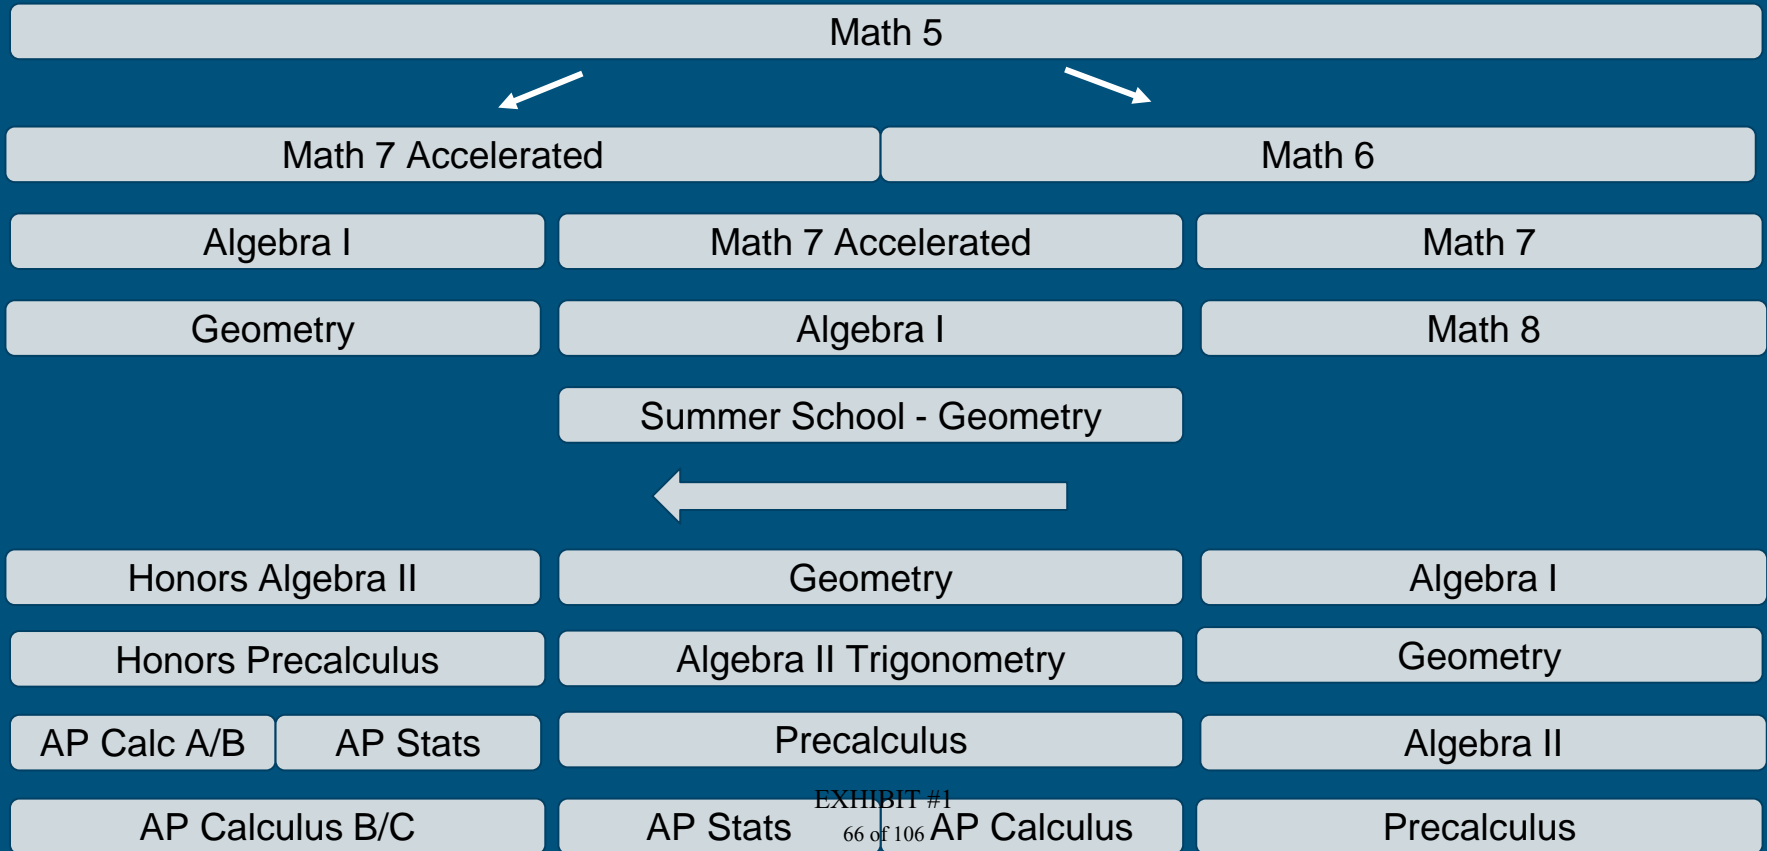 Math 5
Math 7 Accelerated
Math 6
Algebra I
Math 7 Accelerated
Math 7
Geometry
Algebra I
Math 8
Summer School - Geometry
Honors Algebra II
Geometry
Algebra I
Honors Precalculus
Algebra II Trigonometry
Geometry
AP Calc A/B
AP Stats
Precalculus
Algebra II
AP Calculus B/C
AP Stats
AP Calculus
Precalculus
EXHIBIT #1
66 of 106